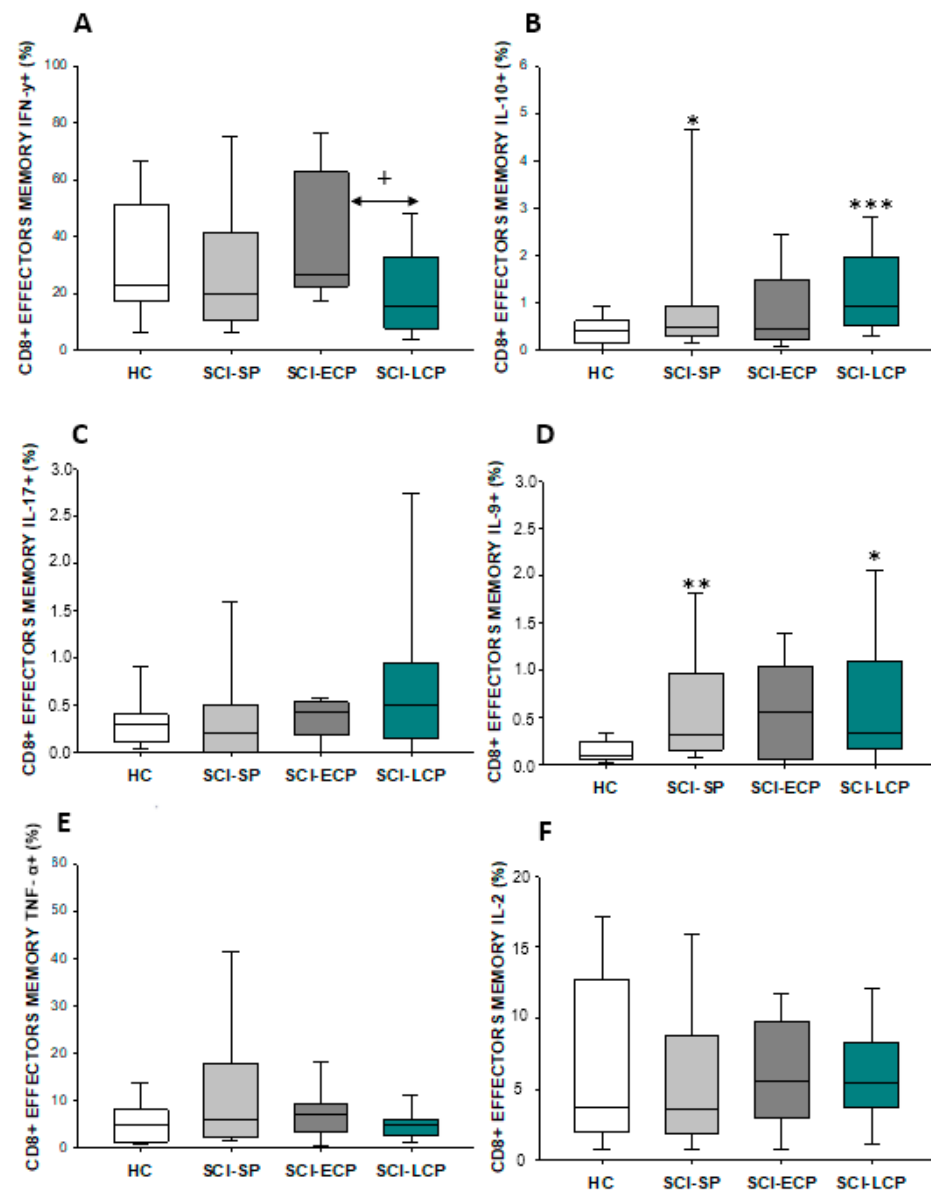 A
CD8+ EFFECTORS MEMORY IFN-y+ (%)
100
80
60
40
20
0
+
HC SCI-SP SCI-ECP SCI-LCP
B
CD8+ EFFECTORS MEMORY IL-10+ (%)
6
5
4
3
2
1
0
*
***
HC SCI-SP SCI-ECP SCI-LCP
C
CD8+ EFFECTORS MEMORY IL-17+ (%)
3.0
2.5
2.0
1.5
1.0
0.5
0.0
HC SCI-SP SCI-ECP SCI-LCP
D
CD8+ EFFECTORS MEMORY IL-9+ (%)
3.0
2.5
2.0
1.5
1.0
0.5
0.0
**
*
HC SCI-SP SCI-ECP SCI-LCP
E
CD8+ EFFECTORS MEMORY TNF- α+ (%)
60
50
40
30
20
10
0
HC SCI-SP SCI-ECP SCI-LCP
F
CD8+ EFFECTORS MEMORY IL-2 (%)
20
15
10
5
0
HC SCI-SP SCI-ECP SCI-LCP